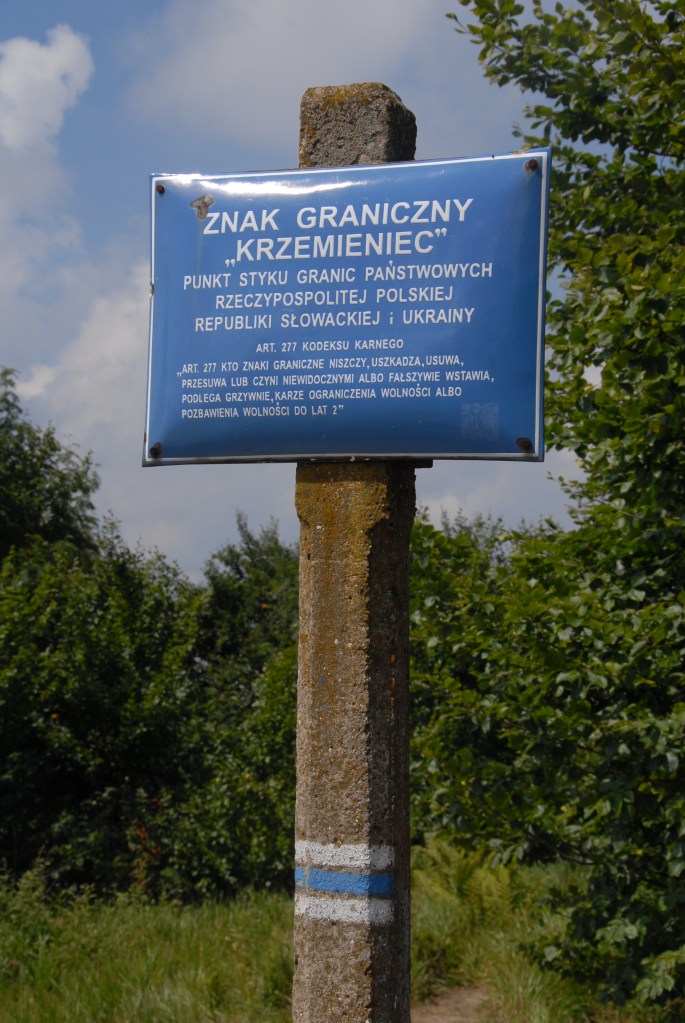 ZNAK GRANICZNY
„KRZEMIENIEC”
PUNKT STYKU GRANIC PAŃSTWOWYCH
RZECZYPOSPOLITEJ POLSKIEJ
REPUBLIKI SŁOWACKIEJ i UKRAINY
ART. 277 KODEKSU KARNEGO
„ART. 277 KTO ZNAKI GRANICZNE NISZCZY, USZKADZA, USUWA,
PRZESUWA LUB CZYNI NIEWIDOCZNYMI ALBO FAŁSZYWIE WSTAWIA,
PODLEGA GRZYWNIE, KARZE OGRANICZENIA WOLNOŚCI ALBO
POZBAWIENIA WOLNOŚCI DO LAT 2”